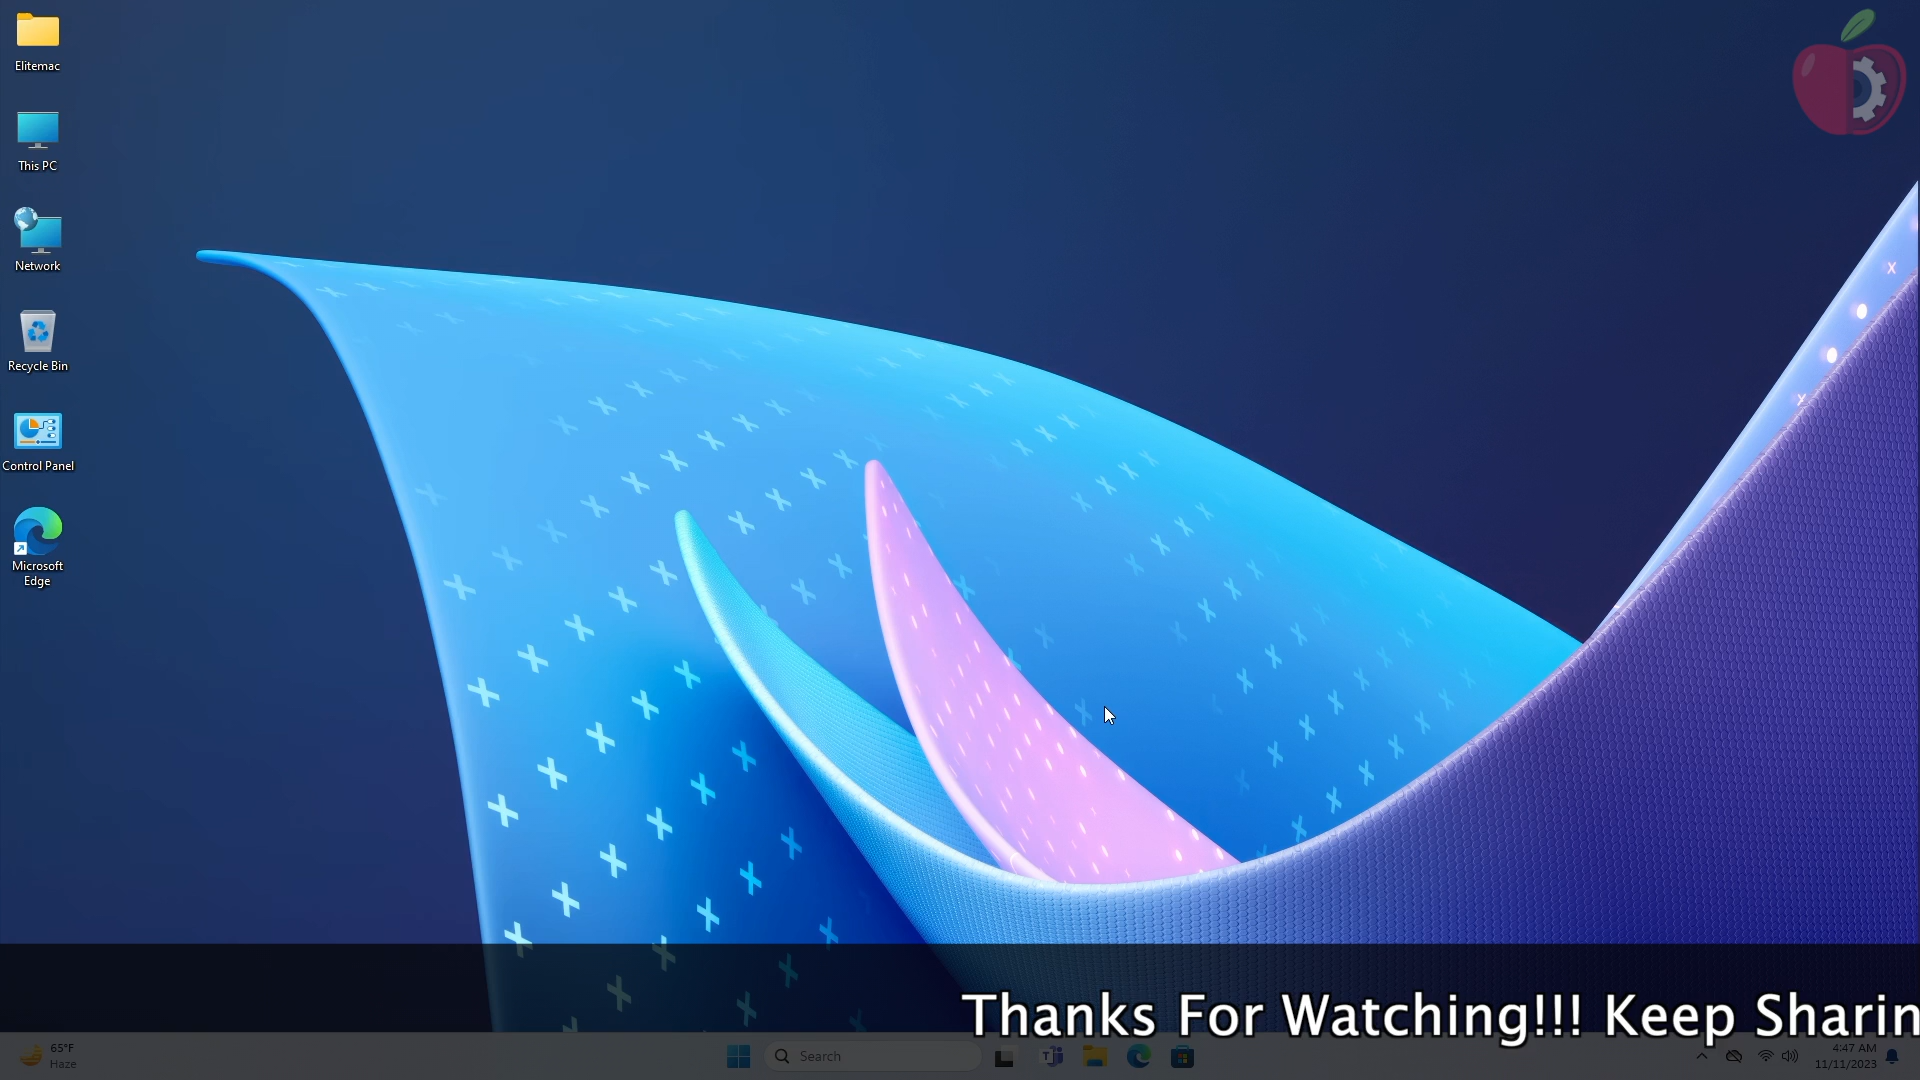 Elitemac
This PC
Network
Recycle Bin
Control Panel
Microsoft
Edge
Thanks For Watching!!! Keep Sharin
65°F
Haze
Search
4:47 AM
11/11/2023